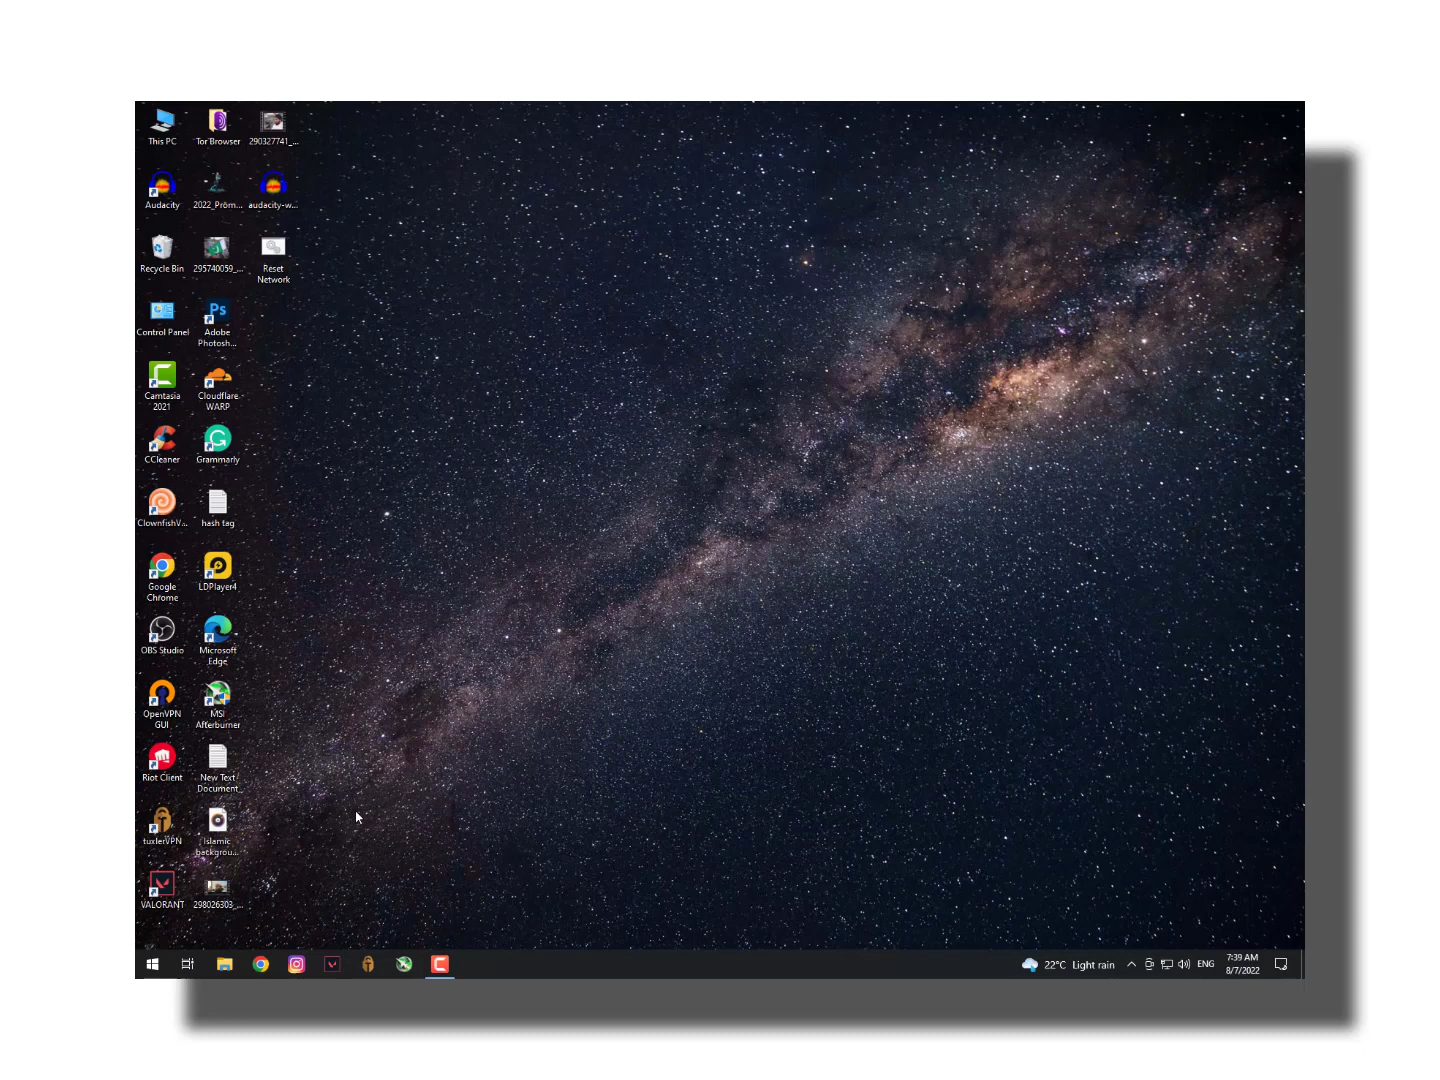 This PC
Tor Browser
290327741_...
Audacity
2022_Prom...
audacity-w...
Recycle Bin
295740059_...
Reset
Network
Control Panel
Ps
Adobe
Photosh...
Camtasia
2021
Cloudflare
WARP
CCleaner
Grammarly
ClownfishV...
hash tag
Google
Chrome
LDPlayer4
OBS Studio
Microsoft
Edge
OpenVPN
GUI
MSI
Afterburner
Riot Client
New Text
Document
tuxlerVPN
Islamic
backgrou...
VALORANT
298026303_...
22°C Light rain
ENG
7:39 AM
8/7/2022